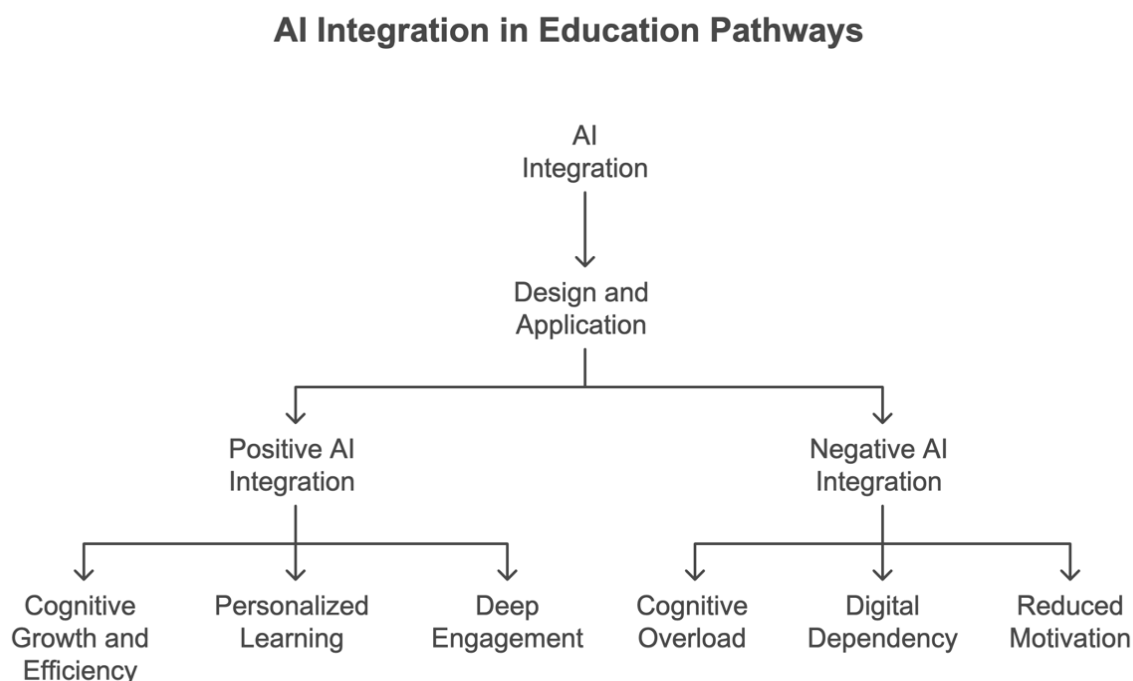 AI Integration in Education Pathways
AI
Integration
Design and
Application
Positive AI
Integration
Negative AI
Integration
Cognitive
Growth and
Efficiency
Personalized
Learning
Deep
Engagement
Cognitive
Overload
Digital
Dependency
Reduced
Motivation